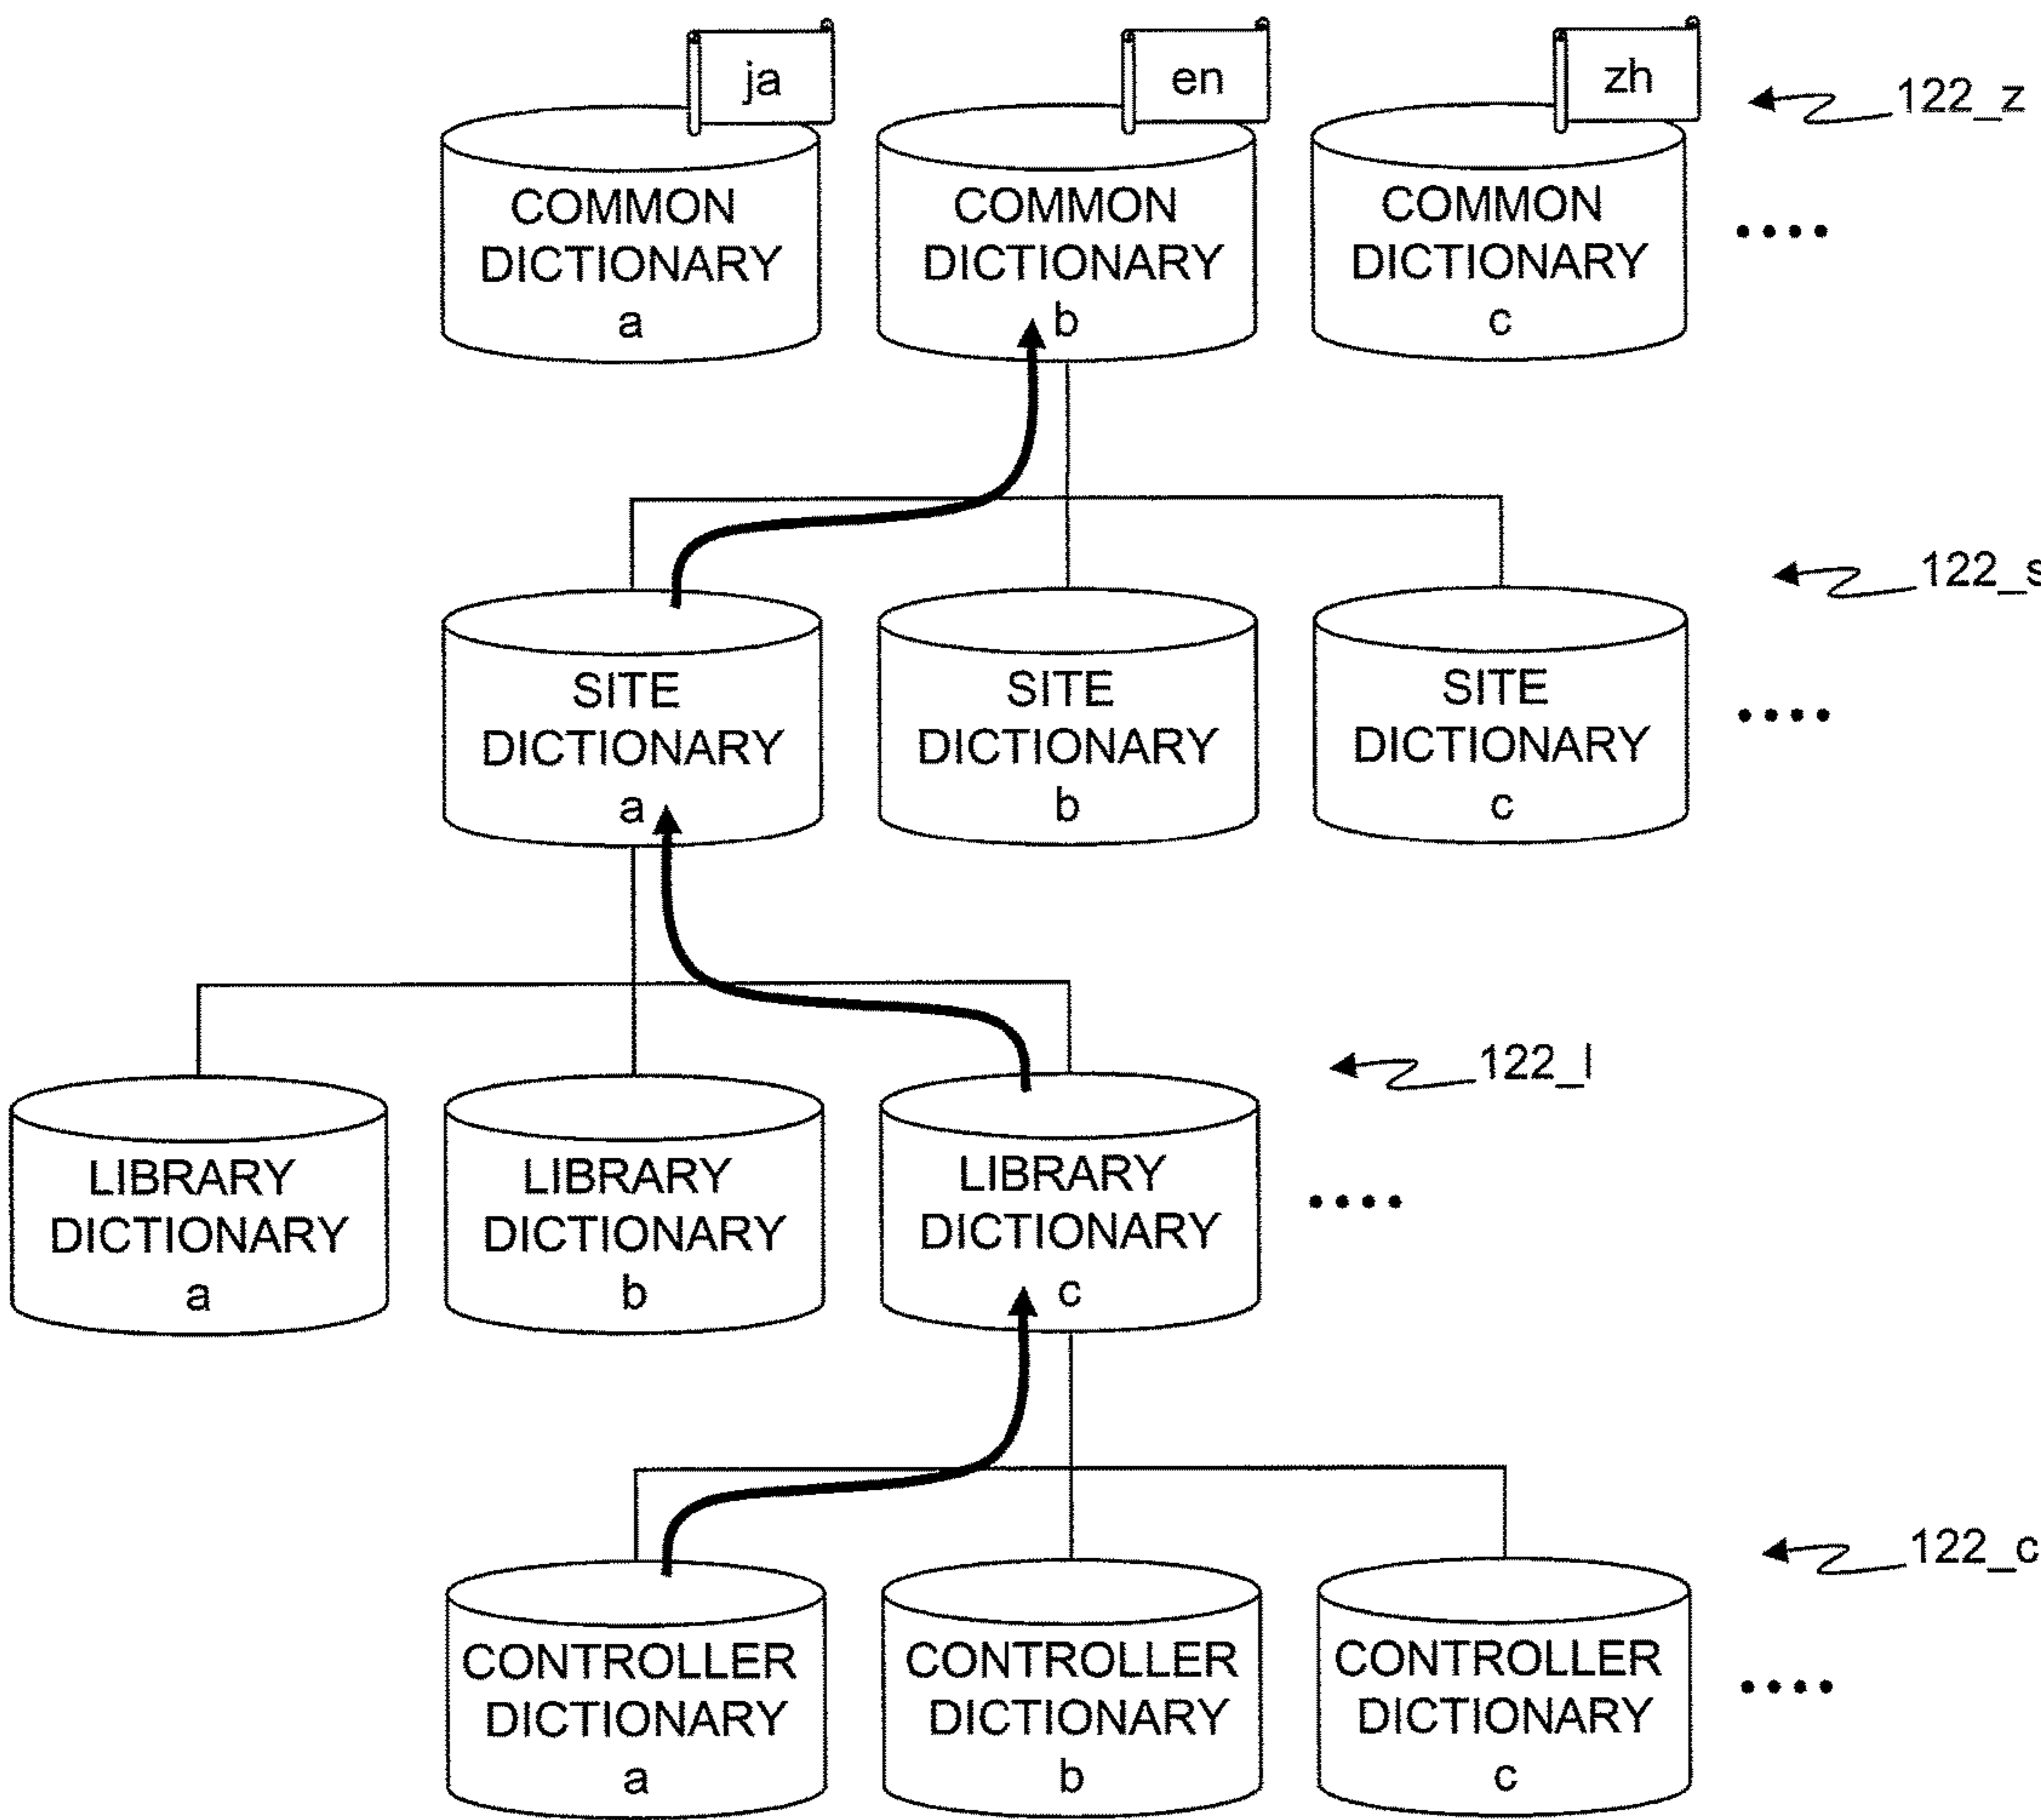 ja
en
zh
122_z
COMMON
DICTIONARY
a
COMMON
DICTIONARY
b
COMMON
DICTIONARY
c
....
122_s
SITE
DICTIONARY
a
SITE
DICTIONARY
b
SITE
DICTIONARY
c
....
122_l
LIBRARY
DICTIONARY
a
LIBRARY
DICTIONARY
b
LIBRARY
DICTIONARY
c
....
122_c
CONTROLLER
DICTIONARY
a
CONTROLLER
DICTIONARY
b
CONTROLLER
DICTIONARY
c
....